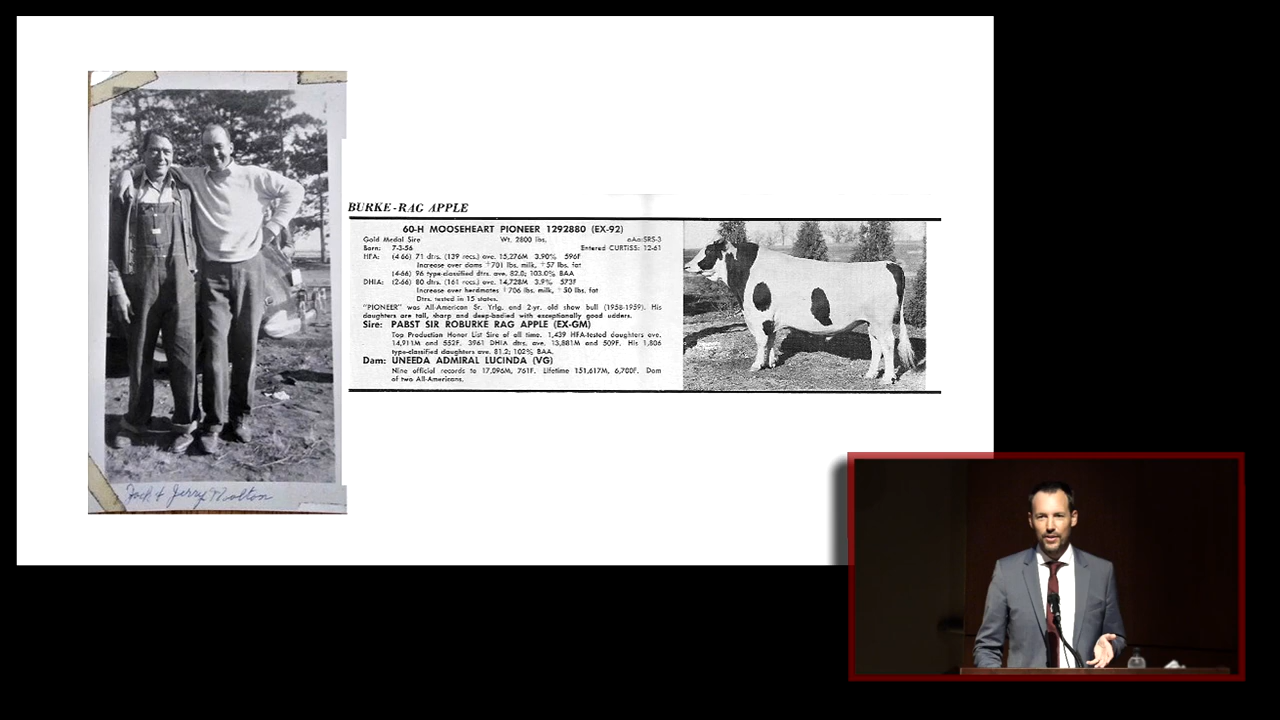 BURKE-RAG APPLE
60-H MOOSEHEART PIONEER 1292880 (EX-92)
Gold Medal Sire Wt. 2800 lbs. aAa:SRS-3
Born: 7-3-56 Entered CURTISS: 12-61
HFA: (4-66) 71 dtrs. (139 recs.) ave. 15,276M 3.90% 596F
Increase over dams +701 lbs. milk, +57 lbs. fat
(4-66) 96 type-classified dtrs. ave. 82.0; 103.0% BAA
DHIA: (2-66) 80 dtrs. (161 recs.) ave. 14,728M 3.9% 573F
Increase over herdmates +706 lbs. milk, +50 lbs. fat
Dtrs. tested in 15 states.
"PIONEER" was All-American Sr. Yrlg. and 2-yr. old show bull (1958-1959). His
daughters are tall, sharp and deep-bodied with exceptionally good udders.
Sire: PABST SIR ROBURKE RAG APPLE (EX-GM)
Top Production Honor List Sire of all time. 1,439 HFA-tested daughters ave.
14,911M and 552F. 3961 DHIA dtrs. ave. 13,881M and 509F. His 1,806
type-classified daughters ave. 81.2; 102% BAA.
Dam: UNEEDA ADMIRAL LUCINDA (VG)
Nine official records to 17,096M, 761F. Lifetime 151,617M, 6,700F. Dam
of two All-Americans.
Jack & Jerry